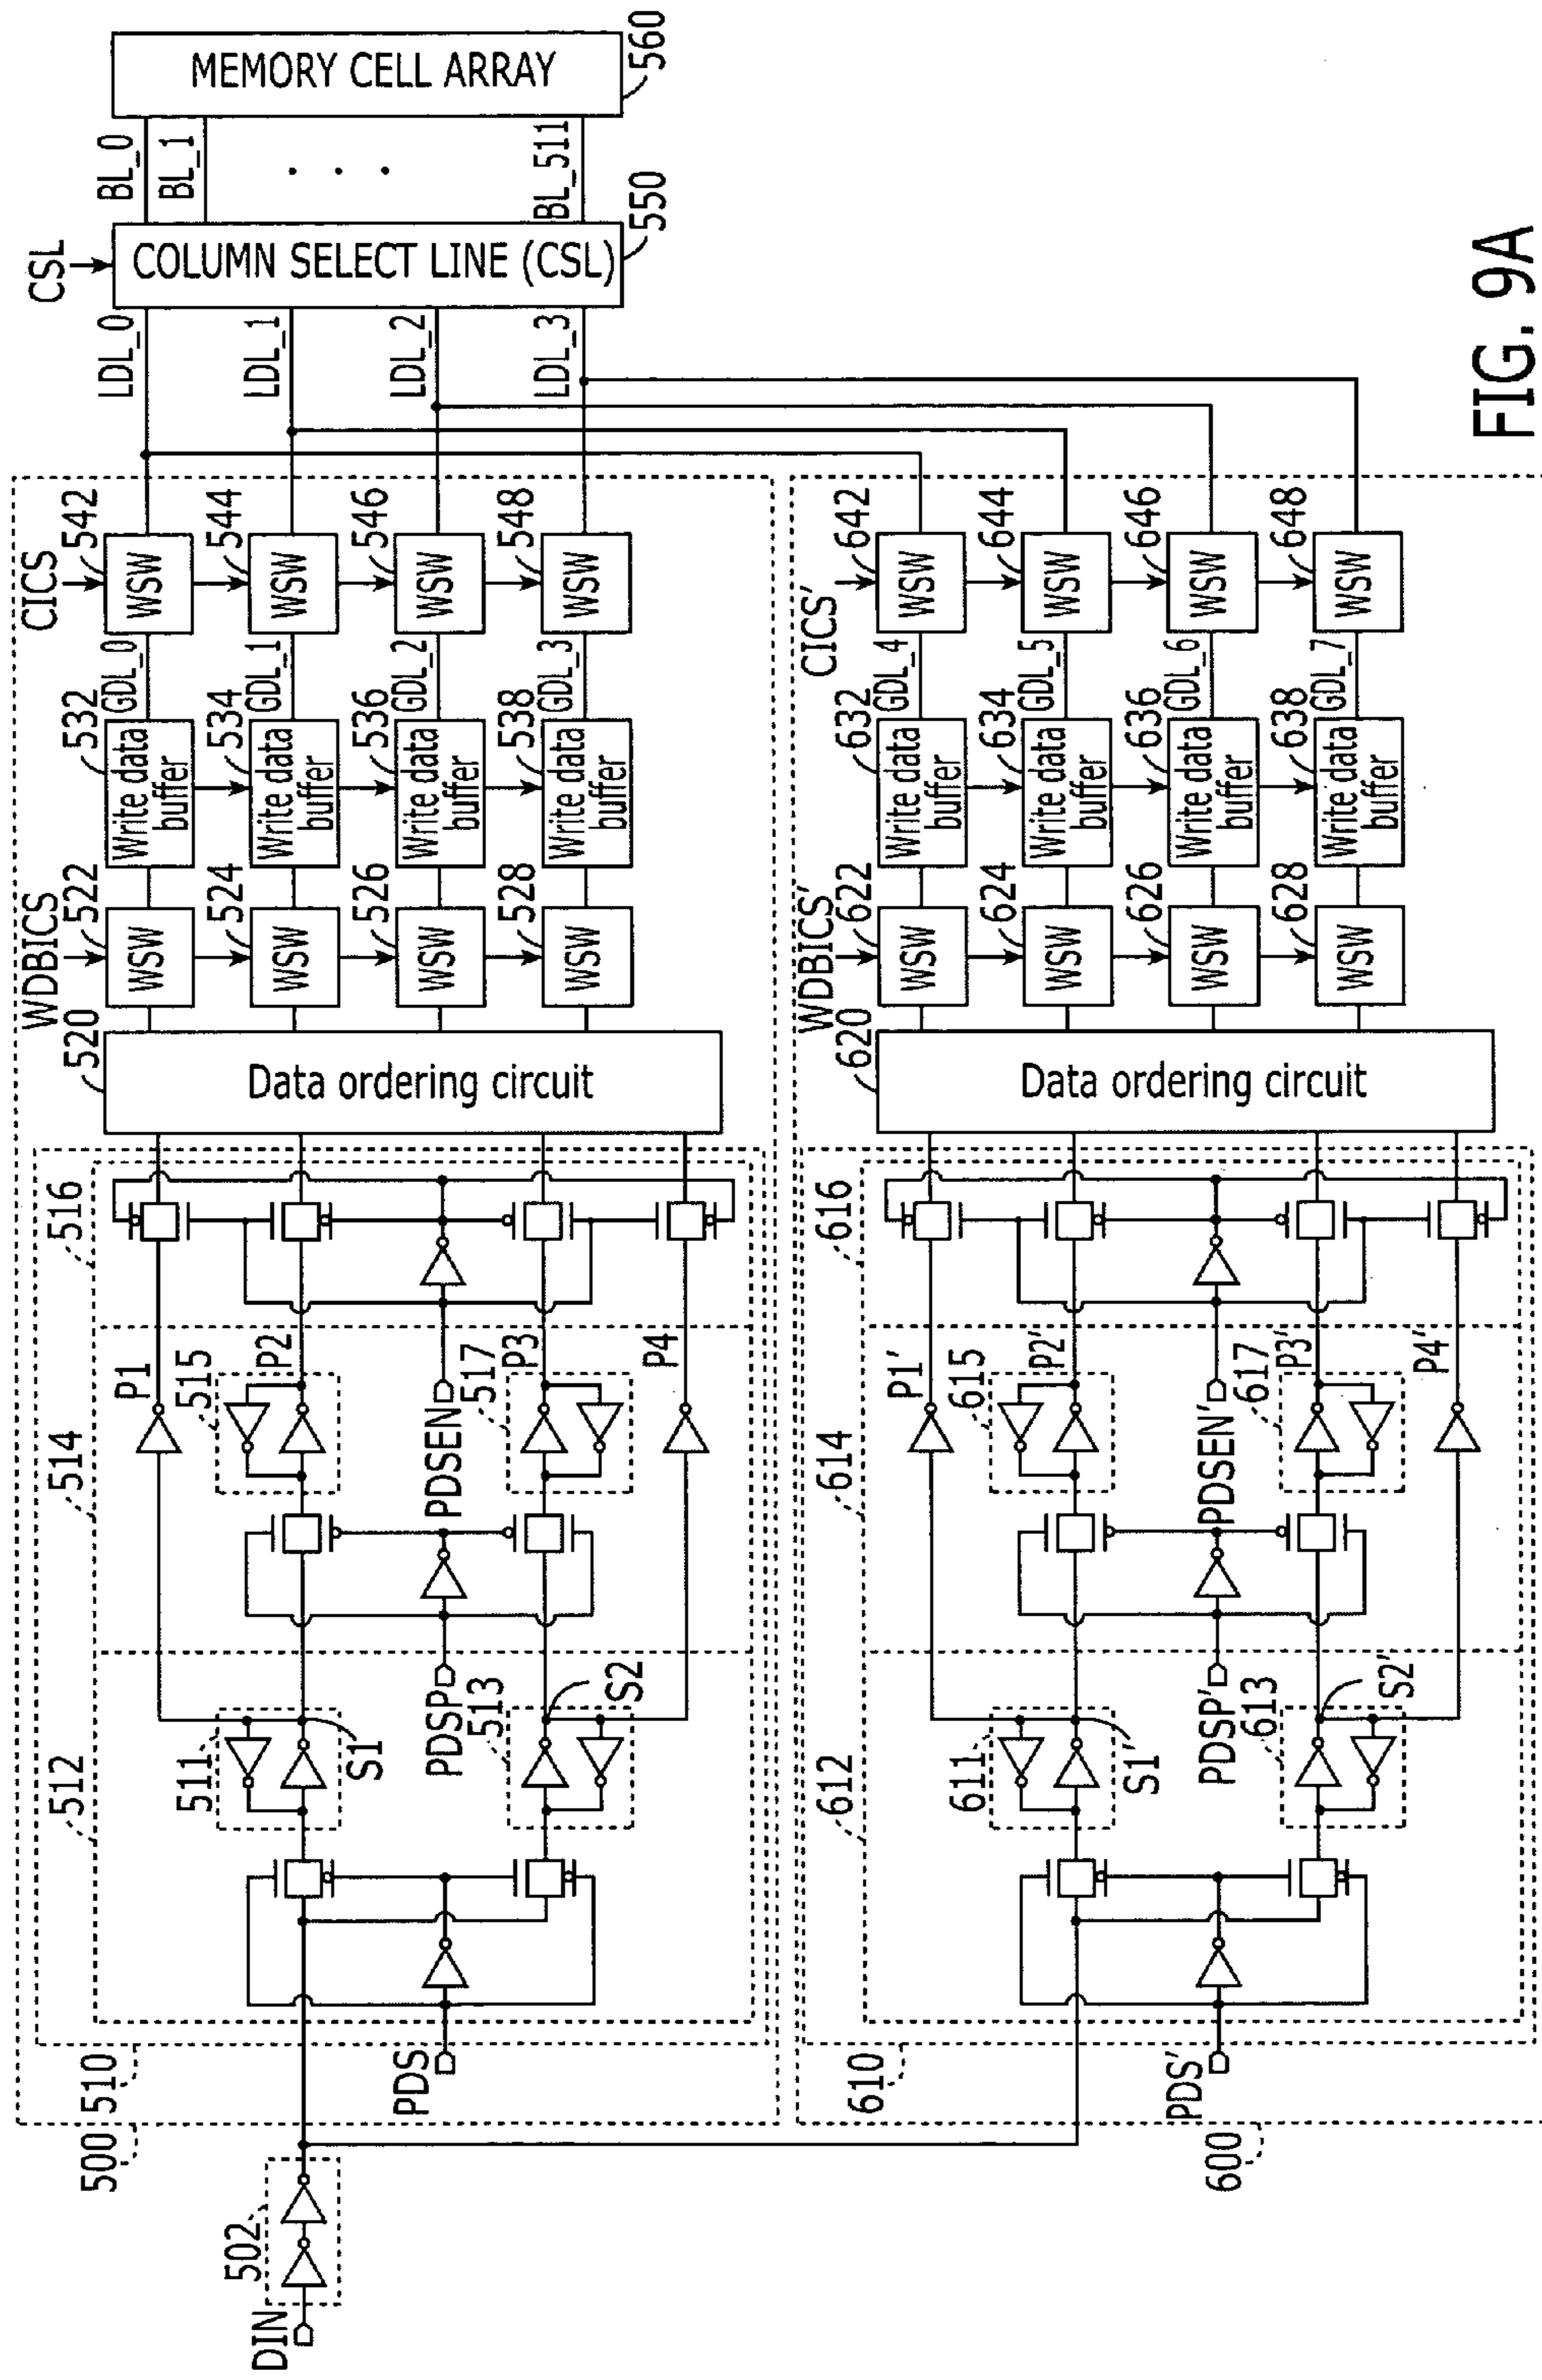 DIN
502
500
510
PDS
512
511
S1
PDSP
513
S2
514
P1
515
P2
PDSEN
517
P3
P4
516
520
Data ordering circuit
WDBICS
522
WSW
524
WSW
526
WSW
528
WSW
532
Write data buffer
534
Write data buffer
536
Write data buffer
538
Write data buffer
GDL_0
GDL_1
GDL_2
GDL_3
CICS
542
WSW
544
WSW
546
WSW
548
WSW
LDL_0
LDL_1
LDL_2
LDL_3
CSL
COLUMN SELECT LINE (CSL)
550
BL_0
BL_1
. . .
BL_511
MEMORY CELL ARRAY
560
600
610
PDS'
612
611
S1'
PDSP'
613
S2'
614
P1'
615
P2'
PDSEN'
617
P3'
P4'
616
620
Data ordering circuit
WDBICS'
622
WSW
624
WSW
626
WSW
628
WSW
632
Write data buffer
634
Write data buffer
636
Write data buffer
638
Write data buffer
GDL_4
GDL_5
GDL_6
GDL_7
CICS'
642
WSW
644
WSW
646
WSW
648
WSW
FIG. 9A